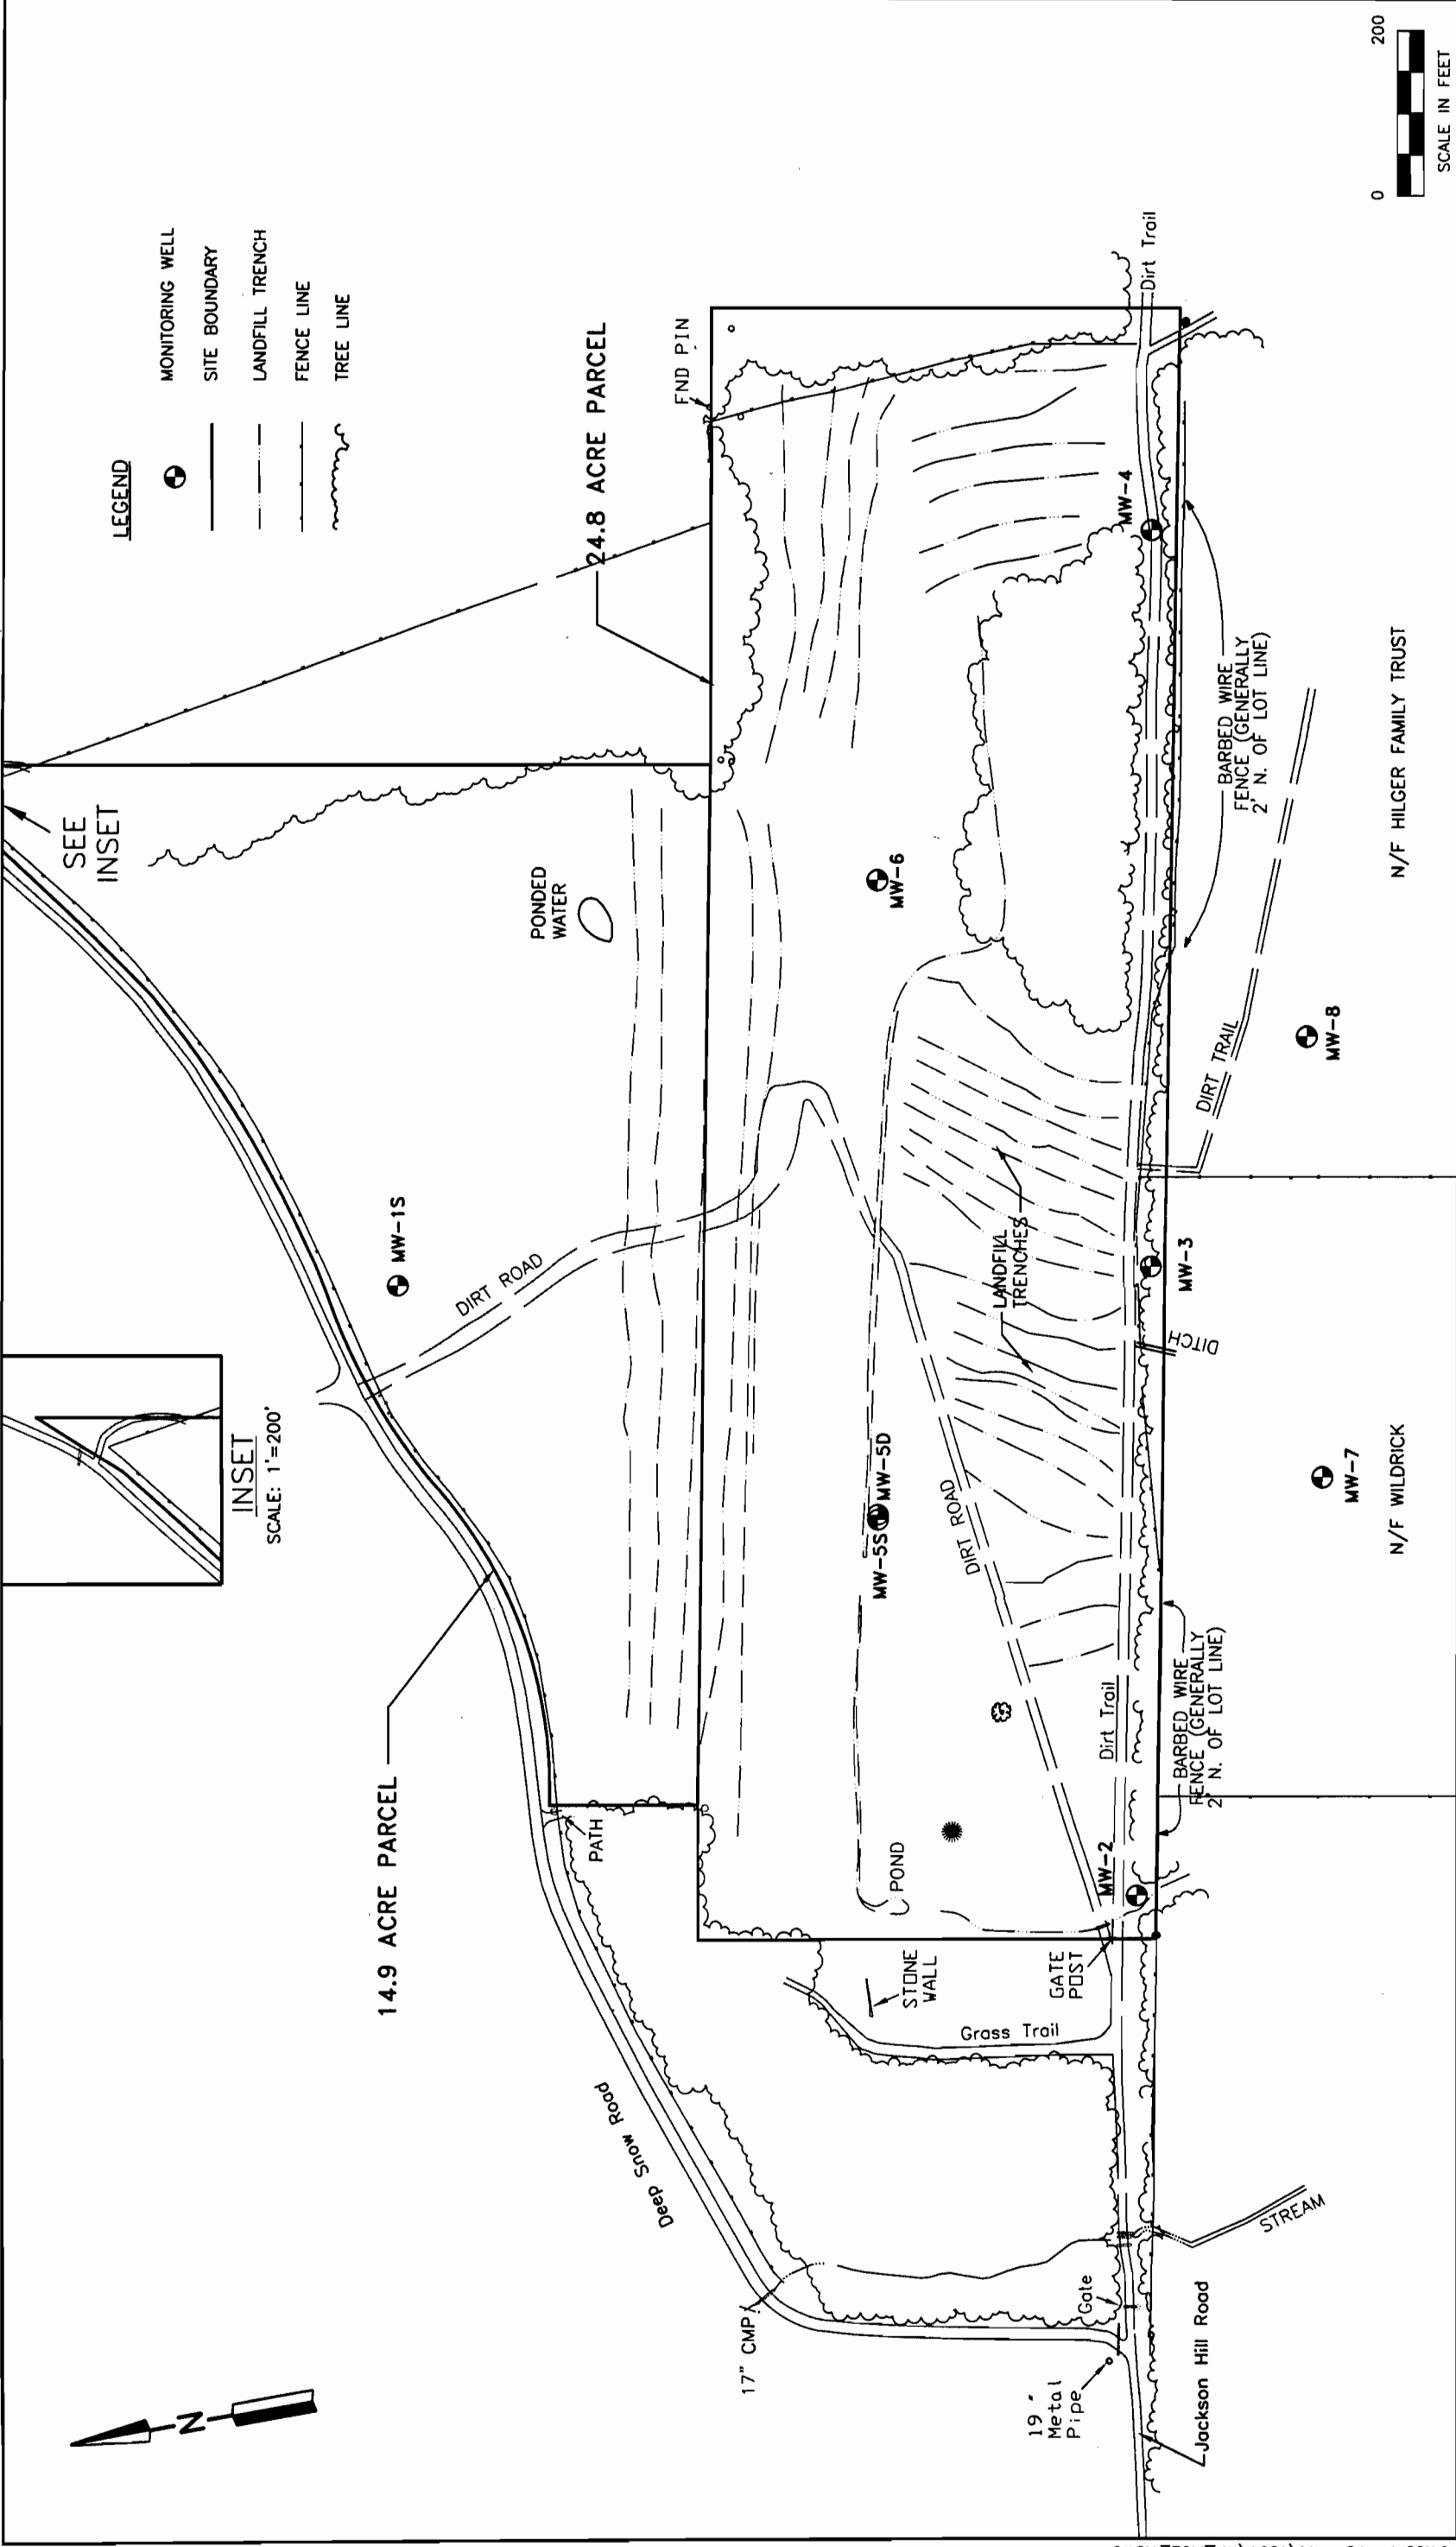 LEGEND
MONITORING WELL
SITE BOUNDARY
LANDFILL TRENCH
FENCE LINE
TREE LINE
SEE
INSET
INSET
SCALE: 1'=200'
14.9 ACRE PARCEL
24.8 ACRE PARCEL
FND PIN
PONDED
WATER
MW-1S
DIRT ROAD
PATH
Deep Snow Road
17" CMP
19"
Metal
Pipe
Gate
Jackson Hill Road
STREAM
Grass Trail
STONE
WALL
GATE
POST
POND
MW-2
Dirt Trail
BARBED WIRE
FENCE (GENERALLY
2' N. OF LOT LINE)
MW-5S
MW-5D
DIRT ROAD
LANDFILL
TRENCHES
DITCH
MW-3
MW-6
MW-4
Dirt Trail
BARBED WIRE
FENCE (GENERALLY
2' N. OF LOT LINE)
DIRT TRAIL
MW-7
N/F WILDRICK
MW-8
N/F HILGER FAMILY TRUST
N
0
200
SCALE IN FEET